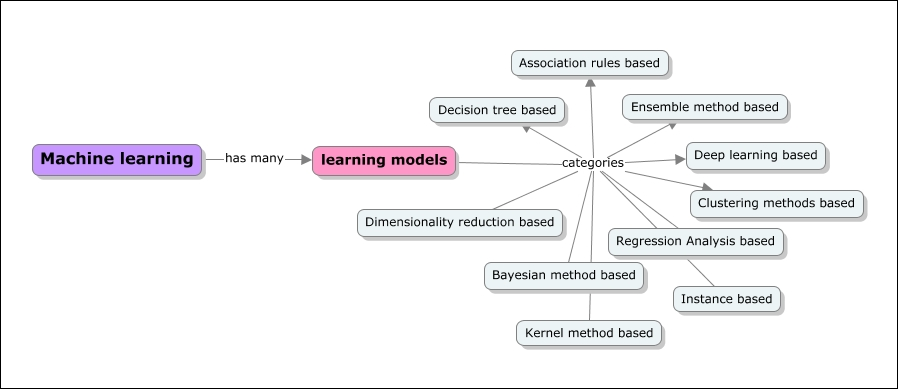 Association rules based
Decision tree based
Ensemble method based
Machine learning
has many
learning models
categories
Deep learning based
Clustering methods based
Dimensionality reduction based
Regression Analysis based
Bayesian method based
Instance based
Kernel method based